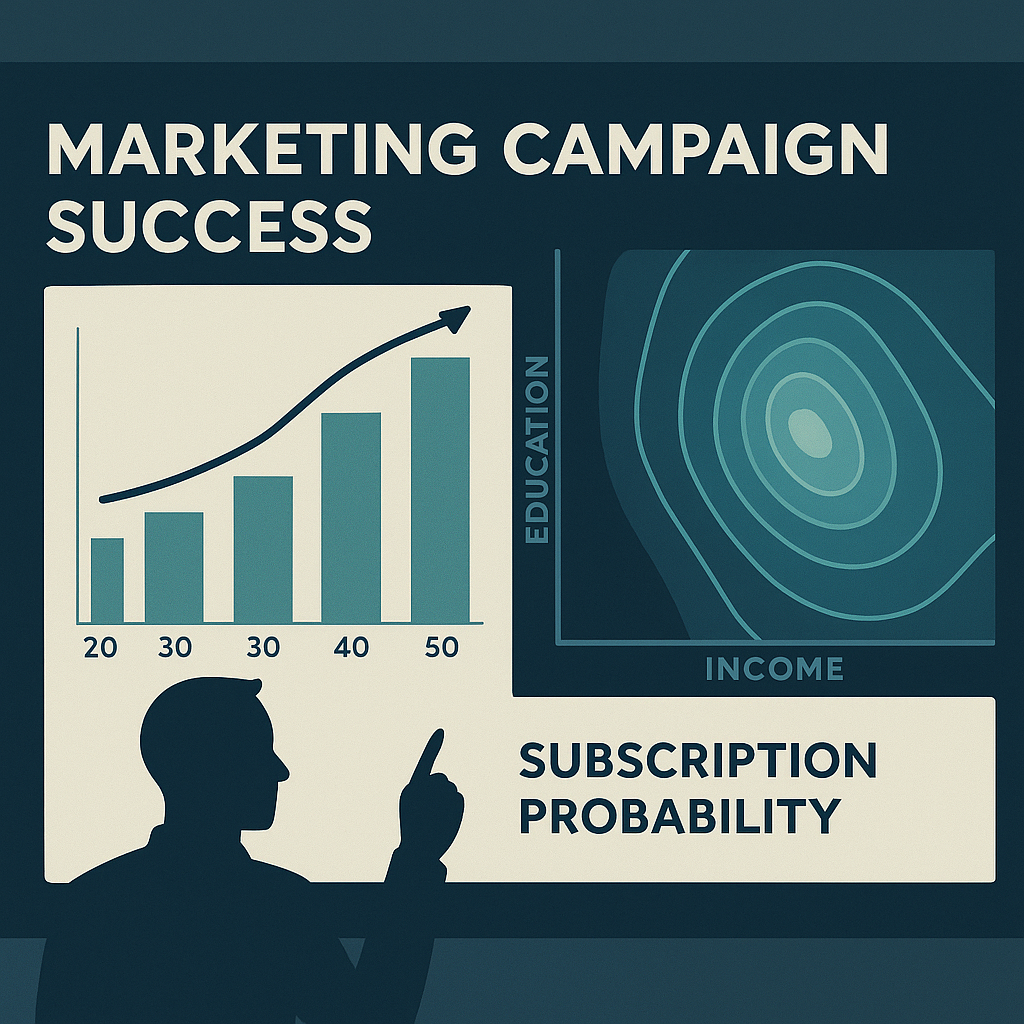 MARKETING CAMPAIGN
SUCCESS
20 30 30 40 50
EDUCATION
INCOME
SUBSCRIPTION
PROBABILITY